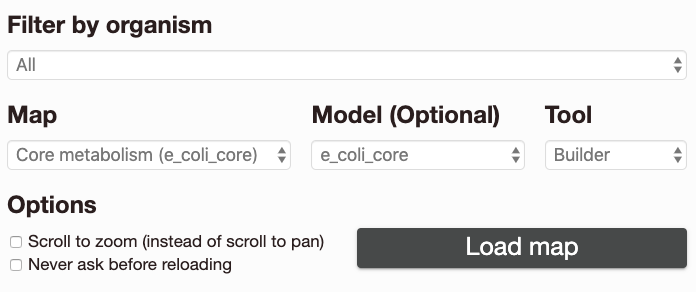 Filter by organism
All
Map Model (Optional) Tool
Core metabolism (e_coli_core) e_coli_core Builder
Options
Scroll to zoom (instead of scroll to pan)
Never ask before reloading
Load map